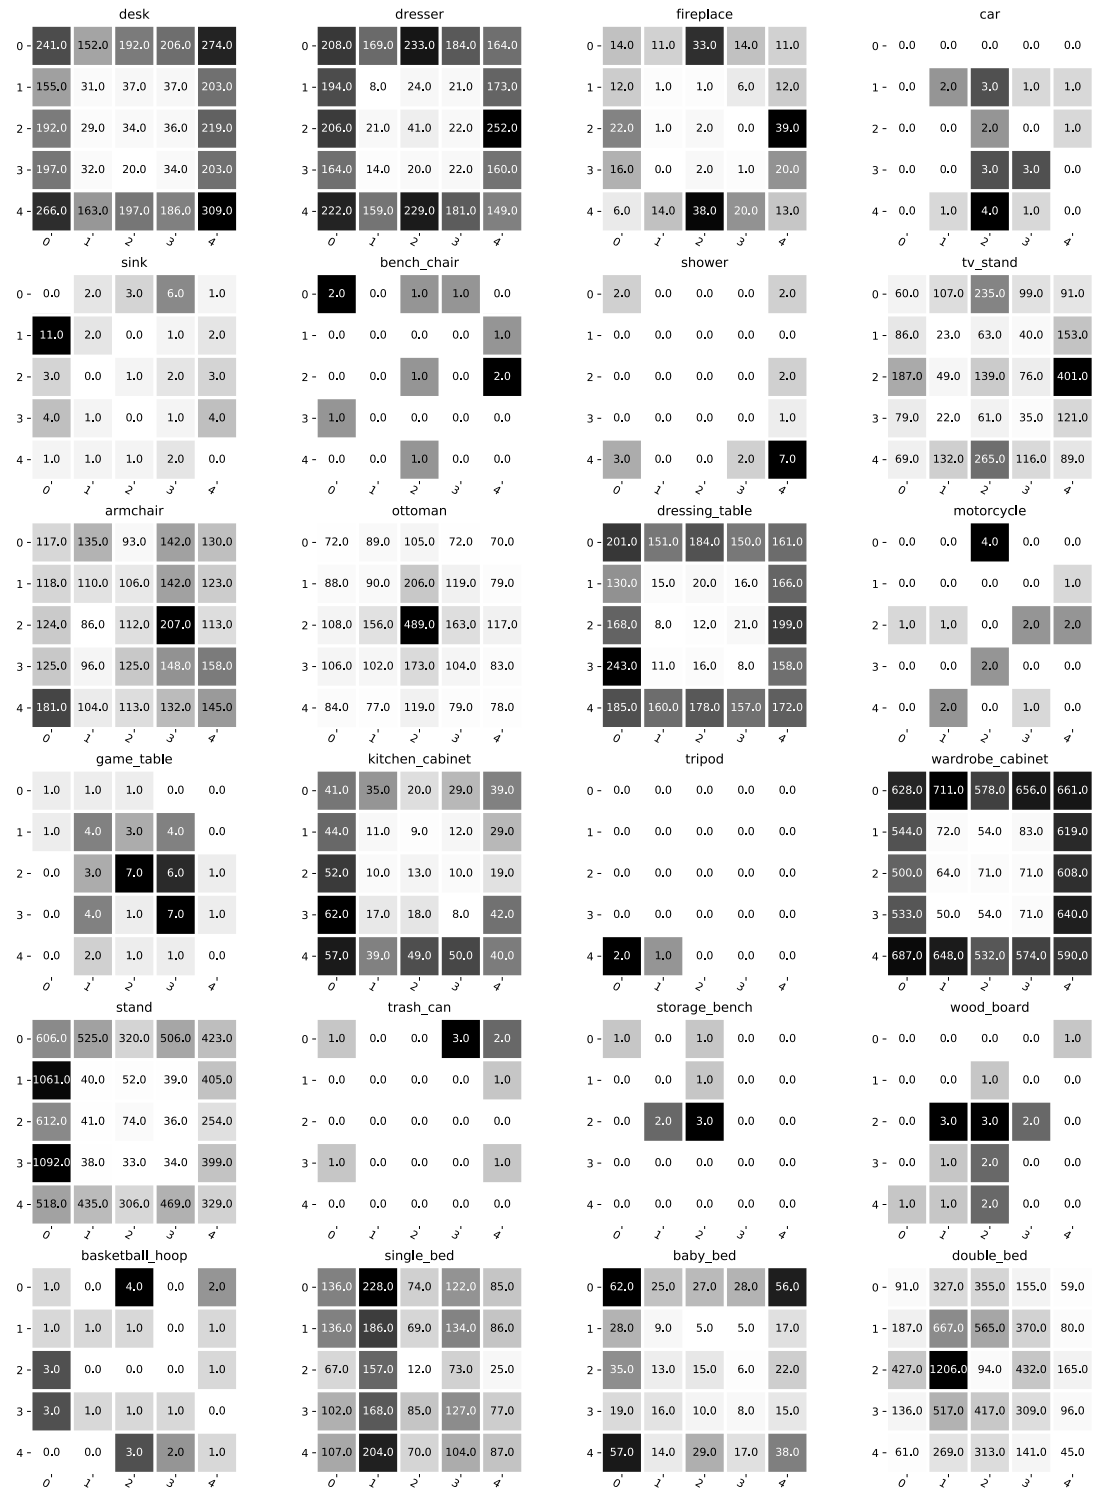 desk dresser fireplace car
0 241.0 152.0 192.0 206.0 274.0 0 208.0 169.0 233.0 184.0 164.0 0 14.0 11.0 33.0 14.0 11.0 0 0.0 0.0 0.0 0.0 0.0
1 155.0 31.0 37.0 37.0 203.0 1 194.0 8.0 24.0 21.0 173.0 1 12.0 1.0 1.0 6.0 12.0 1 0.0 2.0 3.0 1.0 1.0
2 192.0 29.0 34.0 36.0 219.0 2 206.0 21.0 41.0 22.0 252.0 2 22.0 1.0 2.0 0.0 39.0 2 0.0 0.0 2.0 0.0 1.0
3 197.0 32.0 20.0 34.0 203.0 3 164.0 14.0 20.0 22.0 160.0 3 16.0 0.0 2.0 1.0 20.0 3 0.0 0.0 3.0 3.0 0.0
4 266.0 163.0 197.0 186.0 309.0 4 222.0 159.0 229.0 181.0 149.0 4 6.0 14.0 38.0 20.0 13.0 4 0.0 1.0 4.0 1.0 0.0
0 1 2 3 4 0 1 2 3 4 0 1 2 3 4 0 1 2 3 4
sink bench_chair shower tv_stand
0 0.0 2.0 3.0 6.0 1.0 0 2.0 0.0 1.0 1.0 0.0 0 2.0 0.0 0.0 0.0 2.0 0 60.0 107.0 235.0 99.0 91.0
1 11.0 2.0 0.0 1.0 2.0 1 0.0 0.0 0.0 0.0 1.0 1 0.0 0.0 0.0 0.0 0.0 1 86.0 23.0 63.0 40.0 153.0
2 3.0 0.0 1.0 2.0 3.0 2 0.0 0.0 1.0 0.0 2.0 2 0.0 0.0 0.0 0.0 2.0 2 187.0 49.0 139.0 76.0 401.0
3 4.0 1.0 0.0 1.0 4.0 3 1.0 0.0 0.0 0.0 0.0 3 0.0 0.0 0.0 0.0 1.0 3 79.0 22.0 61.0 35.0 121.0
4 1.0 1.0 1.0 2.0 0.0 4 0.0 0.0 1.0 0.0 0.0 4 3.0 0.0 0.0 2.0 7.0 4 69.0 132.0 265.0 116.0 89.0
0 1 2 3 4 0 1 2 3 4 0 1 2 3 4 0 1 2 3 4
armchair ottoman dressing_table motorcycle
0 117.0 135.0 93.0 142.0 130.0 0 72.0 89.0 105.0 72.0 70.0 0 201.0 151.0 184.0 150.0 161.0 0 0.0 0.0 4.0 0.0 0.0
1 118.0 110.0 106.0 142.0 123.0 1 88.0 90.0 206.0 119.0 79.0 1 130.0 15.0 20.0 16.0 166.0 1 0.0 0.0 0.0 0.0 1.0
2 124.0 86.0 112.0 207.0 113.0 2 108.0 156.0 489.0 163.0 117.0 2 168.0 8.0 12.0 21.0 199.0 2 1.0 1.0 0.0 2.0 2.0
3 125.0 96.0 125.0 148.0 158.0 3 106.0 102.0 173.0 104.0 83.0 3 243.0 11.0 16.0 8.0 158.0 3 0.0 0.0 2.0 0.0 0.0
4 181.0 104.0 113.0 132.0 145.0 4 84.0 77.0 119.0 79.0 78.0 4 185.0 160.0 178.0 157.0 172.0 4 0.0 2.0 0.0 1.0 0.0
0 1 2 3 4 0 1 2 3 4 0 1 2 3 4 0 1 2 3 4
game_table kitchen_cabinet tripod wardrobe_cabinet
0 1.0 1.0 1.0 0.0 0.0 0 41.0 35.0 20.0 29.0 39.0 0 0.0 0.0 0.0 0.0 0.0 0 628.0 711.0 578.0 656.0 661.0
1 1.0 4.0 3.0 4.0 0.0 1 44.0 11.0 9.0 12.0 29.0 1 0.0 0.0 0.0 0.0 0.0 1 544.0 72.0 54.0 83.0 619.0
2 0.0 3.0 7.0 6.0 1.0 2 52.0 10.0 13.0 10.0 19.0 2 0.0 0.0 0.0 0.0 0.0 2 500.0 64.0 71.0 71.0 608.0
3 0.0 4.0 1.0 7.0 1.0 3 62.0 17.0 18.0 8.0 42.0 3 0.0 0.0 0.0 0.0 0.0 3 533.0 50.0 54.0 71.0 640.0
4 0.0 2.0 1.0 1.0 0.0 4 57.0 39.0 49.0 50.0 40.0 4 2.0 1.0 0.0 0.0 0.0 4 687.0 648.0 532.0 574.0 590.0
0 1 2 3 4 0 1 2 3 4 0 1 2 3 4 0 1 2 3 4
stand trash_can storage_bench wood_board
0 606.0 525.0 320.0 506.0 423.0 0 1.0 0.0 0.0 3.0 2.0 0 1.0 0.0 1.0 0.0 0.0 0 0.0 0.0 0.0 0.0 1.0
1 1061.0 40.0 52.0 39.0 405.0 1 0.0 0.0 0.0 0.0 1.0 1 0.0 0.0 1.0 0.0 0.0 1 0.0 0.0 1.0 0.0 0.0
2 612.0 41.0 74.0 36.0 254.0 2 0.0 0.0 0.0 0.0 0.0 2 0.0 2.0 3.0 0.0 0.0 2 0.0 3.0 3.0 2.0 0.0
3 1092.0 38.0 33.0 34.0 399.0 3 1.0 0.0 0.0 0.0 1.0 3 0.0 0.0 0.0 0.0 0.0 3 0.0 1.0 2.0 0.0 0.0
4 518.0 435.0 306.0 469.0 329.0 4 0.0 0.0 0.0 0.0 0.0 4 0.0 0.0 0.0 0.0 0.0 4 1.0 1.0 2.0 0.0 0.0
0 1 2 3 4 0 1 2 3 4 0 1 2 3 4 0 1 2 3 4
basketball_hoop single_bed baby_bed double_bed
0 1.0 0.0 4.0 0.0 2.0 0 136.0 228.0 74.0 122.0 85.0 0 62.0 25.0 27.0 28.0 56.0 0 91.0 327.0 355.0 155.0 59.0
1 1.0 1.0 1.0 0.0 1.0 1 136.0 186.0 69.0 134.0 86.0 1 28.0 9.0 5.0 5.0 17.0 1 187.0 667.0 565.0 370.0 80.0
2 3.0 0.0 0.0 0.0 1.0 2 67.0 157.0 12.0 73.0 25.0 2 35.0 13.0 15.0 6.0 22.0 2 427.0 1206.0 94.0 432.0 165.0
3 3.0 1.0 1.0 1.0 0.0 3 102.0 168.0 85.0 127.0 77.0 3 19.0 16.0 10.0 8.0 15.0 3 136.0 517.0 417.0 309.0 96.0
4 0.0 0.0 3.0 2.0 1.0 4 107.0 204.0 70.0 104.0 87.0 4 57.0 14.0 29.0 17.0 38.0 4 61.0 269.0 313.0 141.0 45.0
0 1 2 3 4 0 1 2 3 4 0 1 2 3 4 0 1 2 3 4